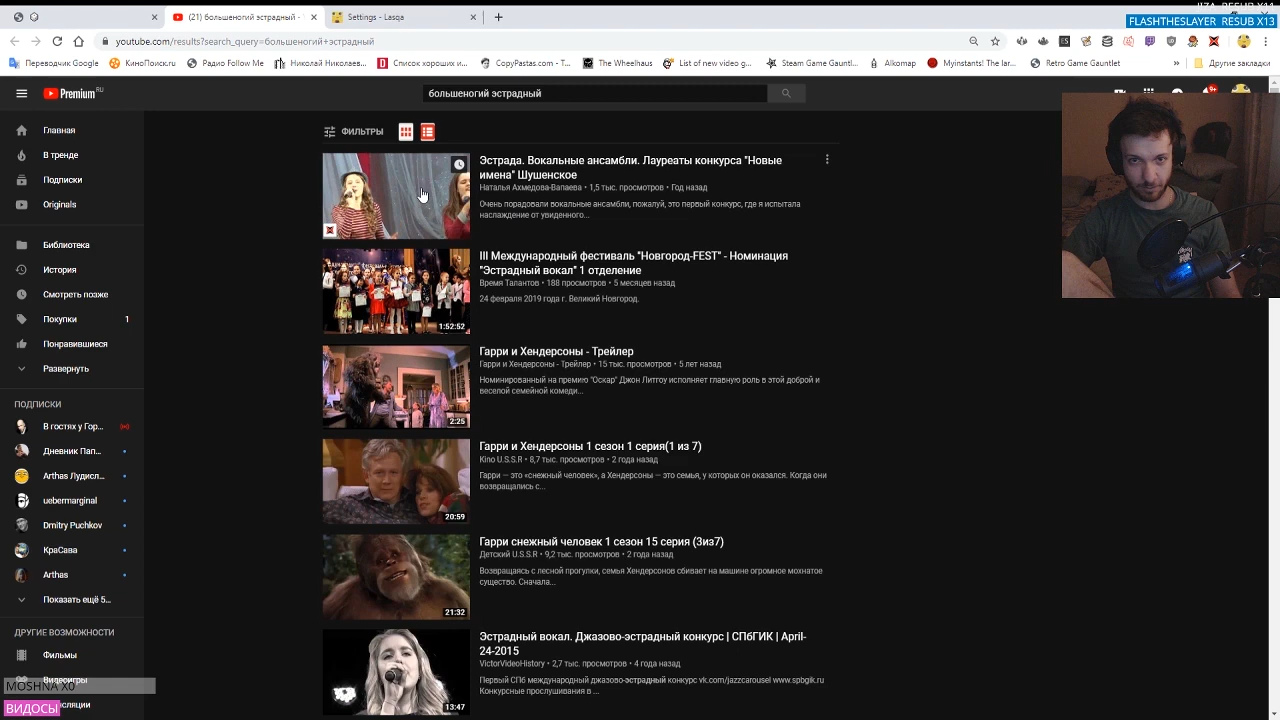 FLASHTHESLAYER RESUB X13
(21) большеногий эстрадный -
Settings - Lasqa
youtube.com/results?search_query=большеногий+эстрадный
Переводчик Google
КиноПоиск.ru
Радио Follow Me
Николай Николаев...
Список хороших и...
CopyPastas.com - T...
The Wheelhaus
List of new video g...
Steam Game Gauntl...
Alkomap
Myinstants! The lar...
Retro Game Gauntlet
Другие закладки
Premium RU
большеногий эстрадный
9+
ФИЛЬТРЫ
Главная
В тренде
Подписки
Originals
Библиотека
История
Смотреть позже
Покупки 1
Понравившиеся
Развернуть
ПОДПИСКИ
В гостях у Гор...
Дневник Пап...
Arthas Лудисл...
uebermarginal
Dmitry Puchkov
КраСава
Arthas
Показать ещё 5...
ДРУГИЕ ВОЗМОЖНОСТИ
Фильмы
Видеоигры
MOSHNA X0
ВИДОСЫ
Эстрада. Вокальные ансамбли. Лауреаты конкурса "Новые
имена" Шушенское
Наталья Ахмедова-Вапаева • 1,5 тыс. просмотров • Год назад
Очень порадовали вокальные ансамбли, пожалуй, это первый конкурс, где я испытала
наслаждение от увиденного...
III Международный фестиваль "Новгород-FEST" - Номинация
"Эстрадный вокал" 1 отделение
Время Талантов • 188 просмотров • 5 месяцев назад
24 февраля 2019 года г. Великий Новгород.
1:52:52
Гарри и Хендерсоны - Трейлер
Гарри и Хендерсоны - Трейлер • 15 тыс. просмотров • 5 лет назад
Номинированный на премию "Оскар" Джон Литгоу исполняет главную роль в этой доброй и
веселой семейной комеди...
2:25
Гарри и Хендерсоны 1 сезон 1 серия(1 из 7)
Kino U.S.S.R • 8,7 тыс. просмотров • 2 года назад
Гарри — это «снежный человек», а Хендерсоны — это семья, у которых он оказался. Когда они
возвращались с...
20:59
Гарри снежный человек 1 сезон 15 серия (3из7)
Детский U.S.S.R • 9,2 тыс. просмотров • 2 года назад
Возвращаясь с лесной прогулки, семья Хендерсонов сбивает на машине огромное мохнатое
существо. Сначала...
21:32
Эстрадный вокал. Джазово-эстрадный конкурс | СПбГИК | April-
24-2015
VictorVideoHistory • 2,7 тыс. просмотров • 4 года назад
Первый СПб международный джазово-эстрадный конкурс vk.com/jazzcarousel www.spbgik.ru
Конкурсные прослушивания в ...
13:47